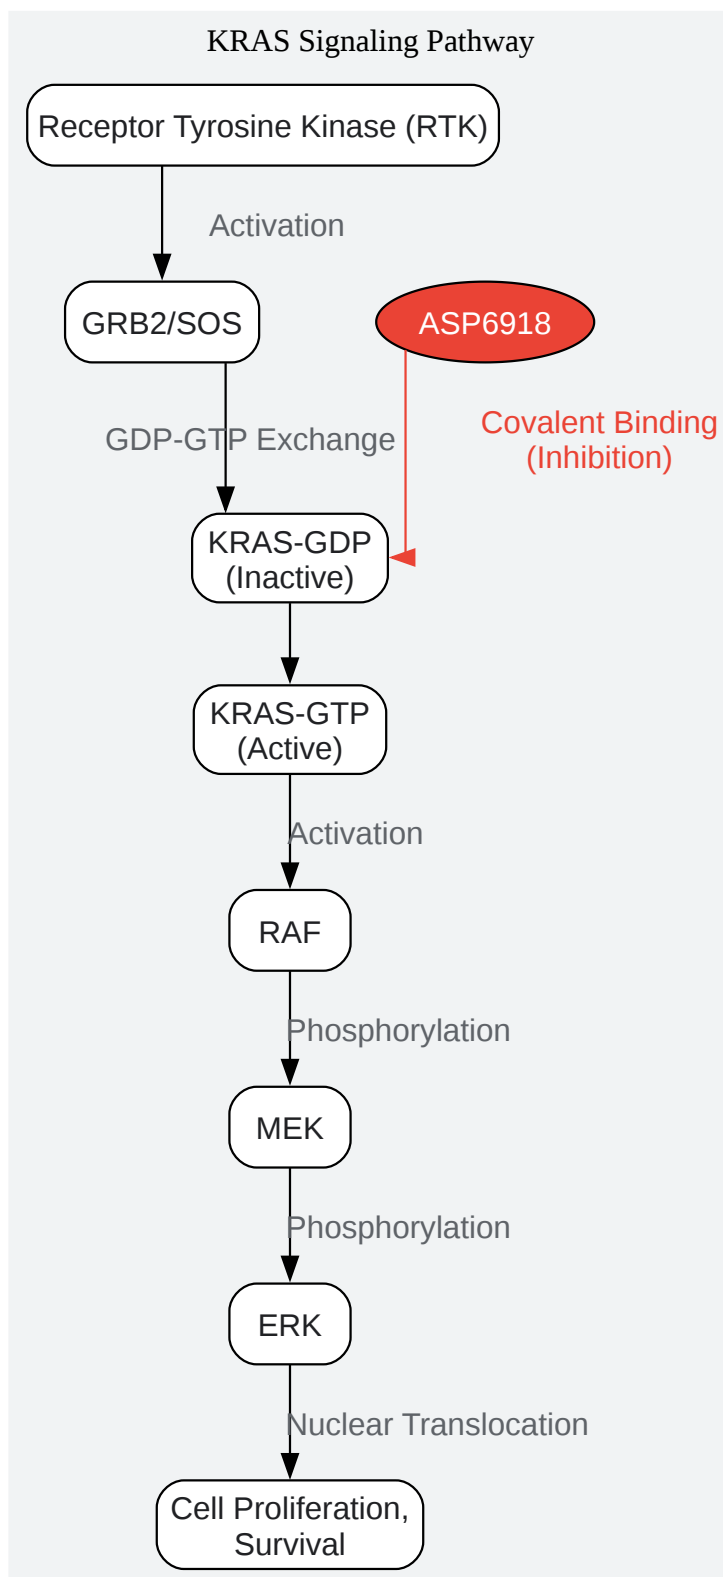 KRAS Signaling Pathway
Receptor Tyrosine Kinase (RTK)
Activation
GRB2/SOS
ASP6918
GDP-GTP Exchange
Covalent Binding
(Inhibition)
KRAS-GDP
(Inactive)
KRAS-GTP
(Active)
Activation
RAF
Phosphorylation
MEK
Phosphorylation
ERK
Nuclear Translocation
Cell Proliferation,
Survival